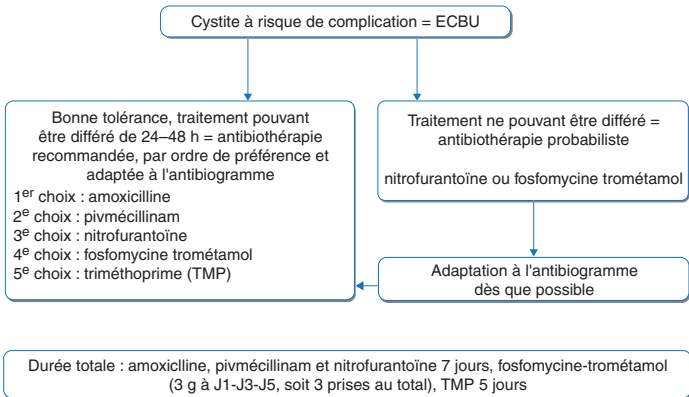 Cystite à risque de complication = ECBU
Bonne tolérance, traitement pouvant
être différé de 24–48 h = antibiothérapie
recommandée, par ordre de préférence et
adaptée à l'antibiogramme
1er choix : amoxicilline
2e choix : pivmécillinam
3e choix : nitrofurantoïne
4e choix : fosfomycine trométamol
5e choix : triméthoprime (TMP)
Traitement ne pouvant être différé =
antibiothérapie probabiliste
nitrofurantoïne ou fosfomycine trométamol
Adaptation à l'antibiogramme
dès que possible
Durée totale : amoxiclline, pivmécillinam et nitrofurantoïne 7 jours, fosfomycine-trométamol
(3 g à J1-J3-J5, soit 3 prises au total), TMP 5 jours